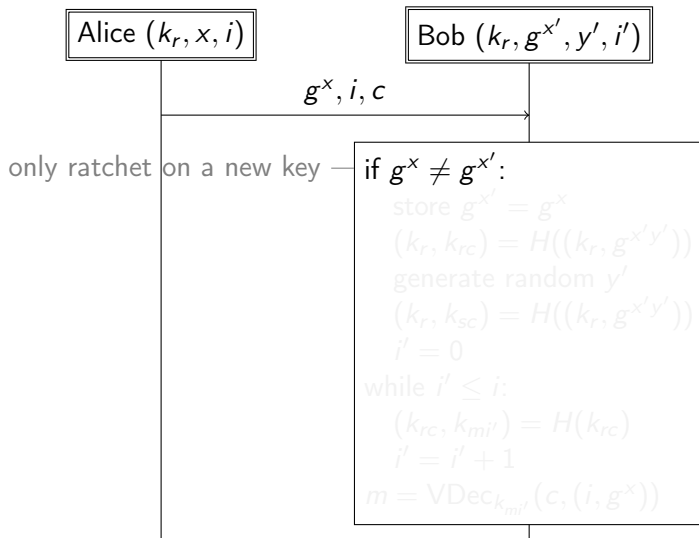 Alice (k_r, x, i)
Bob (k_r, g^{x'}, y', i')
g^x, i, c
only ratchet on a new key
if g^x ≠ g^{x'}:
store g^{x'} = g^x
(k_r, k_{rc}) = H((k_r, g^{x'y'}))
generate random y'
(k_r, k_{sc}) = H((k_r, g^{x'y'}))
i' = 0
while i' ≤ i:
(k_{rc}, k_{mi'}) = H(k_{rc})
i' = i' + 1
m = VDec_{k_{mi'}}(c, (i, g^x))